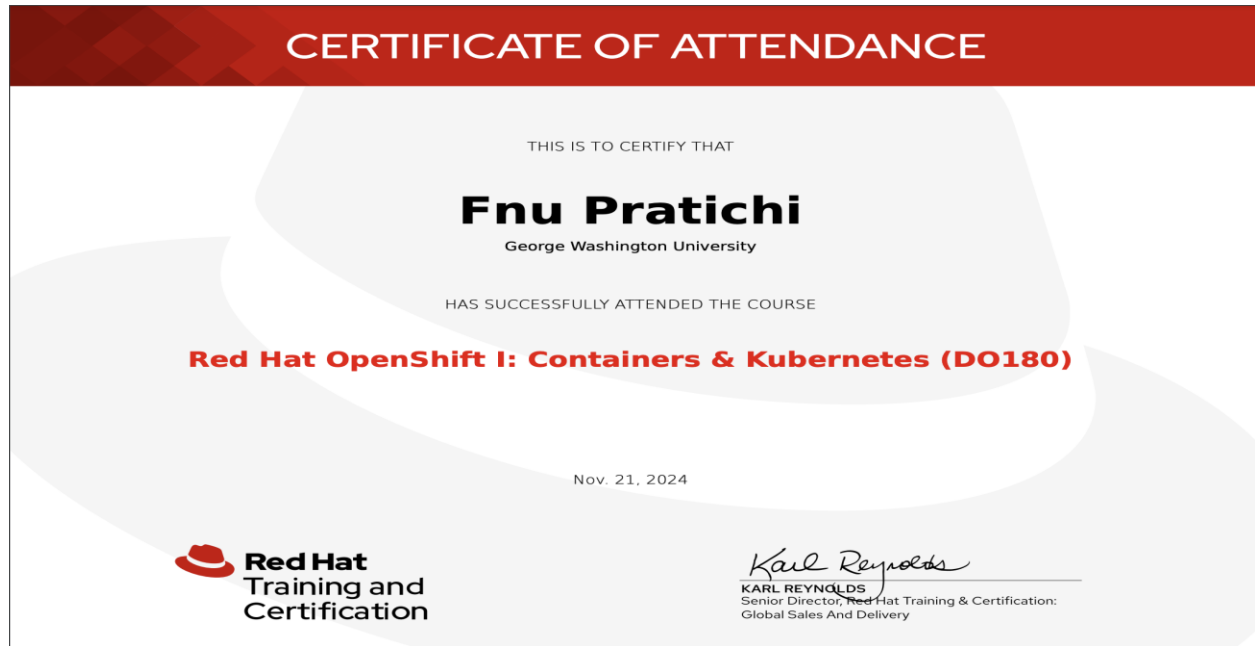 CERTIFICATE OF ATTENDANCE
THIS IS TO CERTIFY THAT
Fnu Pratichi
George Washington University
HAS SUCCESSFULLY ATTENDED THE COURSE
Red Hat OpenShift I: Containers & Kubernetes (DO180)
Nov. 21, 2024
Red Hat
Training and
Certification
Karl Reynolds
KARL REYNOLDS
Senior Director, Red Hat Training & Certification:
Global Sales And Delivery